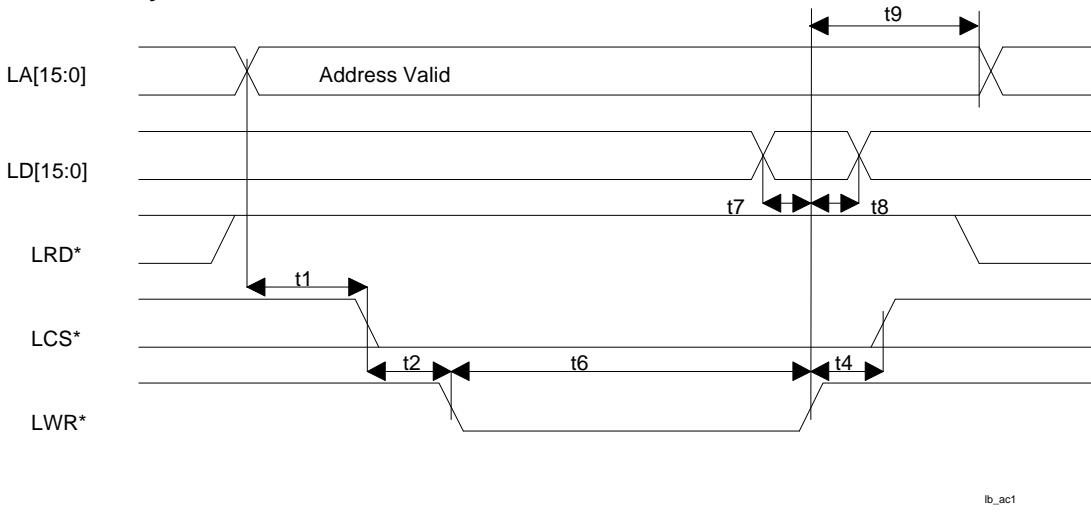 t9
LA[15:0]
Address Valid
LD[15:0]
t7
t8
LRD*
t1
LCS*
t2
t6
t4
LWR*
lb_ac1